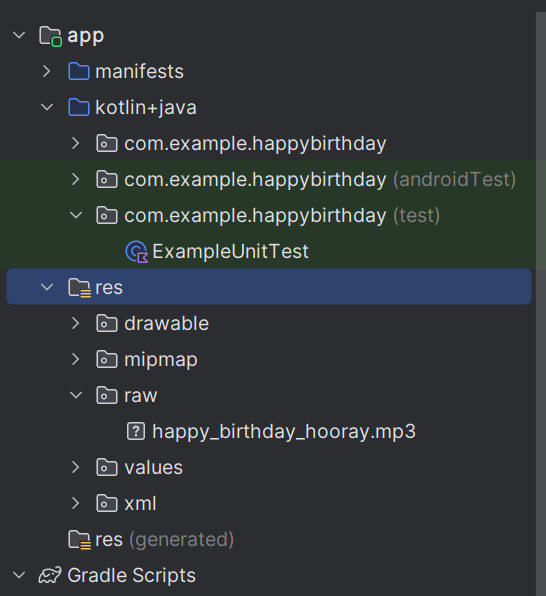 app
manifests
kotlin+java
com.example.happybirthday
com.example.happybirthday (androidTest)
com.example.happybirthday (test)
ExampleUnitTest
res
drawable
mipmap
raw
happy_birthday_hooray.mp3
values
xml
res (generated)
Gradle Scripts